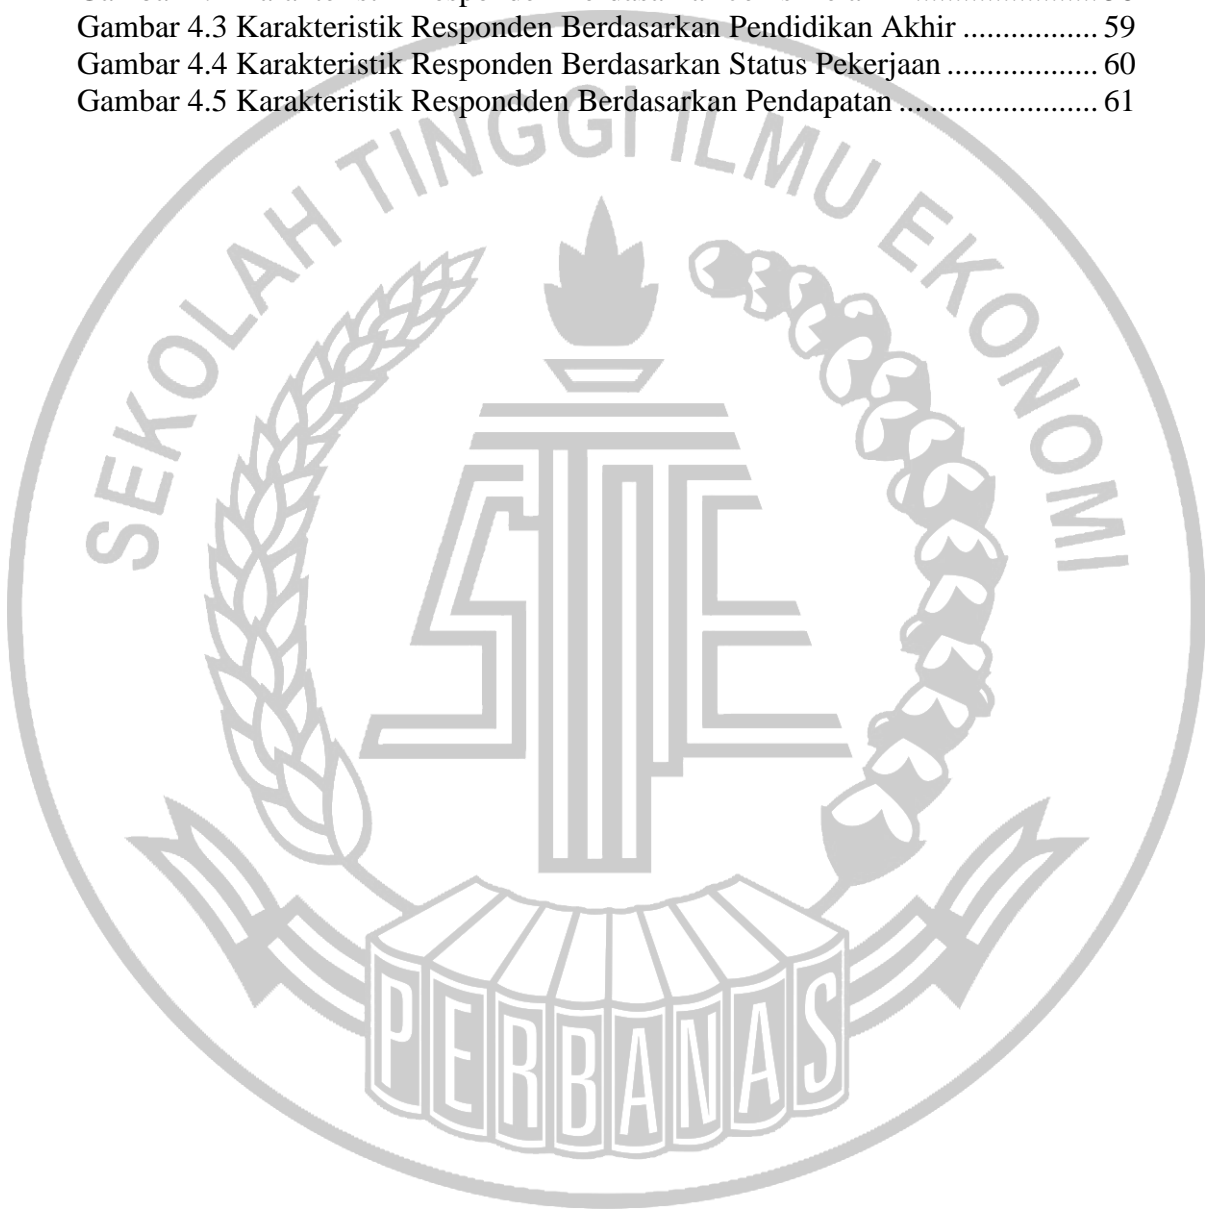 Gambar 4.3 Karakteristik Responden Berdasarkan Pendidikan Akhir ................. 59
Gambar 4.4 Karakteristik Responden Berdasarkan Status Pekerjaan ................... 60
Gambar 4.5 Karakteristik Respondden Berdasarkan Pendapatan ......................... 61
SEKOLAH TINGGI ILMU EKONOMI
STIE
PERBANAS